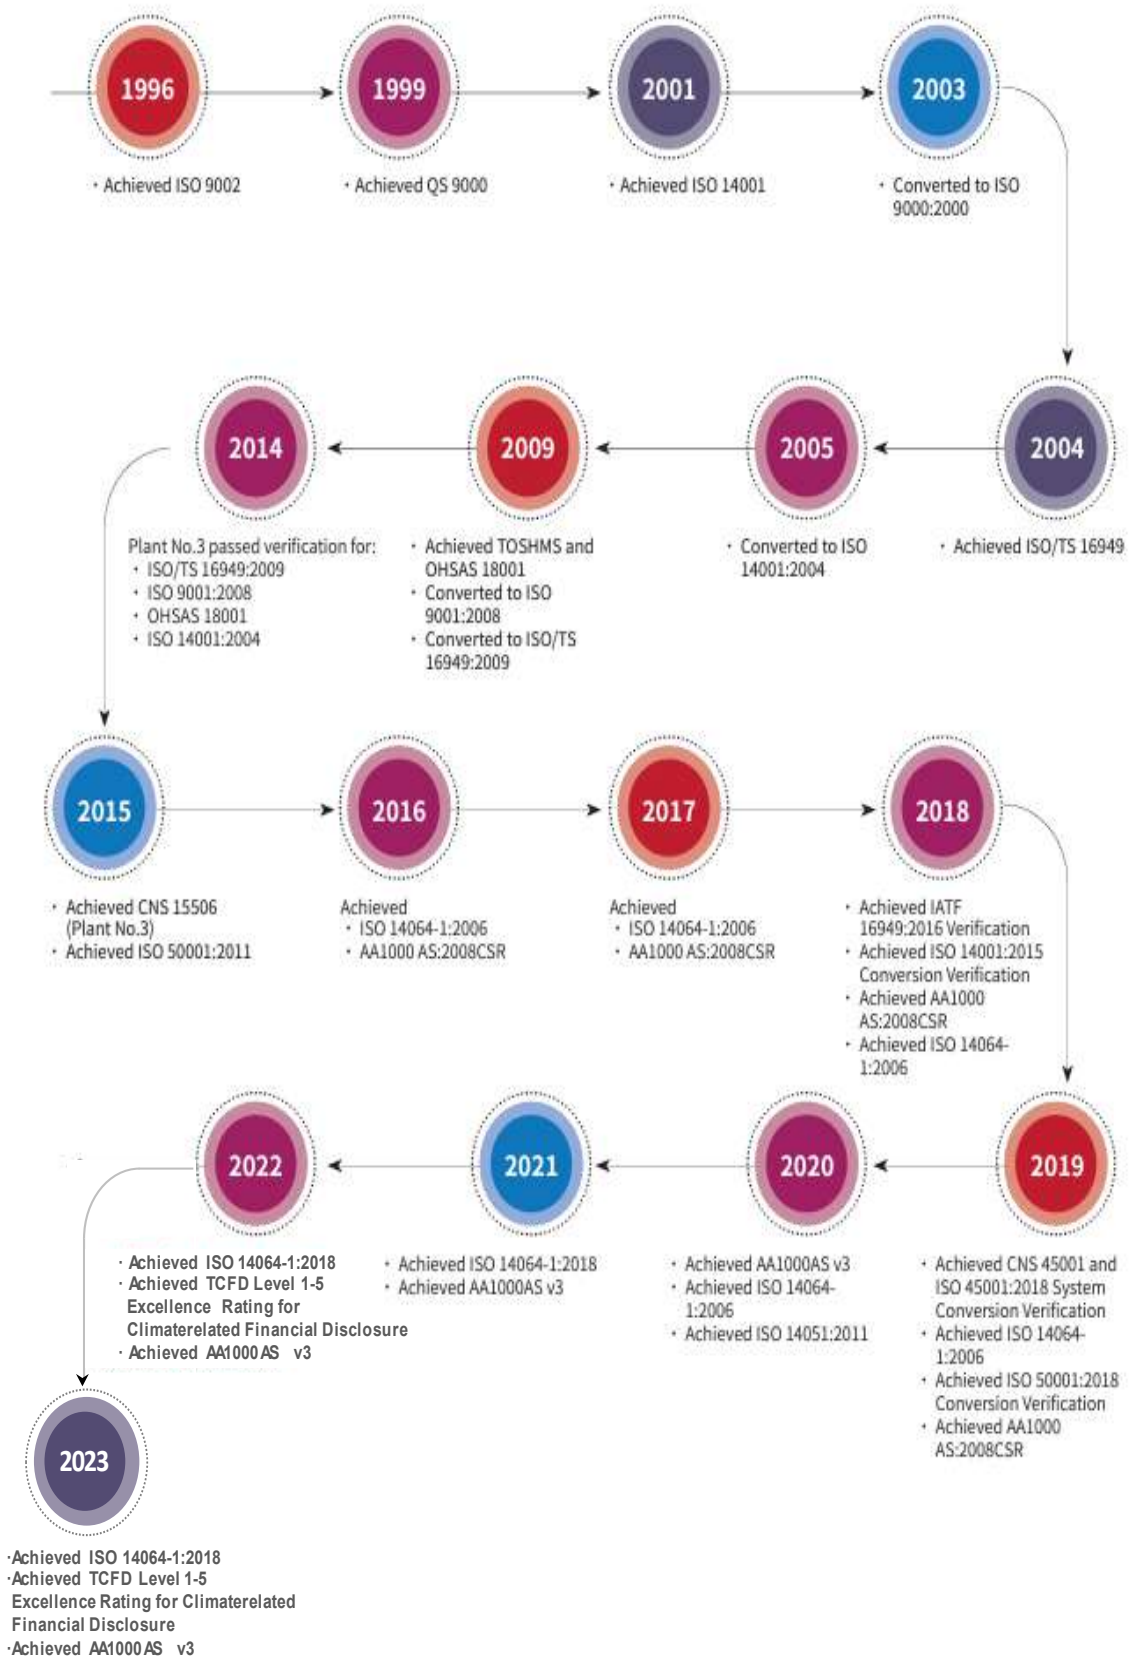 1996
· Achieved ISO 9002
1999
· Achieved QS 9000
2001
· Achieved ISO 14001
2003
· Converted to ISO
9000:2000
2004
· Achieved ISO/TS 16949
2005
· Converted to ISO
14001:2004
2009
· Achieved TOSHMS and
OHSAS 18001
· Converted to ISO
9001:2008
· Converted to ISO/TS
16949:2009
2014
Plant No.3 passed verification for:
· ISO/TS 16949:2009
· ISO 9001:2008
· OHSAS 18001
· ISO 14001:2004
2015
· Achieved CNS 15506
(Plant No.3)
· Achieved ISO 50001:2011
2016
Achieved
· ISO 14064-1:2006
· AA1000 AS:2008CSR
2017
Achieved
· ISO 14064-1:2006
· AA1000 AS:2008CSR
2018
· Achieved IATF
16949:2016 Verification
· Achieved ISO 14001:2015
Conversion Verification
· Achieved AA1000
AS:2008CSR
· Achieved ISO 14064-
1:2006
2019
· Achieved CNS 45001 and
ISO 45001:2018 System
Conversion Verification
· Achieved ISO 14064-
1:2006
· Achieved ISO 50001:2018
Conversion Verification
· Achieved AA1000
AS:2008CSR
2020
· Achieved AA1000AS v3
· Achieved ISO 14064-
1:2006
· Achieved ISO 14051:2011
2021
· Achieved ISO 14064-1:2018
· Achieved AA1000AS v3
2022
· Achieved ISO 14064-1:2018
· Achieved TCFD Level 1-5
Excellence Rating for
Climaterelated Financial Disclosure
· Achieved AA1000AS v3
2023
·Achieved ISO 14064-1:2018
·Achieved TCFD Level 1-5
Excellence Rating for Climaterelated
Financial Disclosure
·Achieved AA1000AS v3